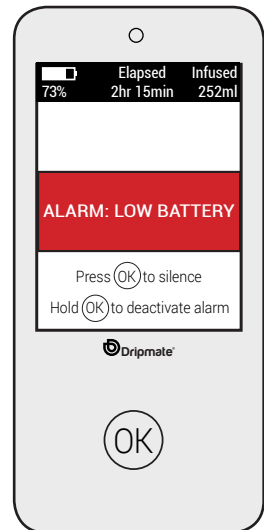 Elapsed Infused
73% 2hr 15min 252ml
ALARM: LOW BATTERY
Press OK to silence
Hold OK to deactivate alarm
Dripmate
OK